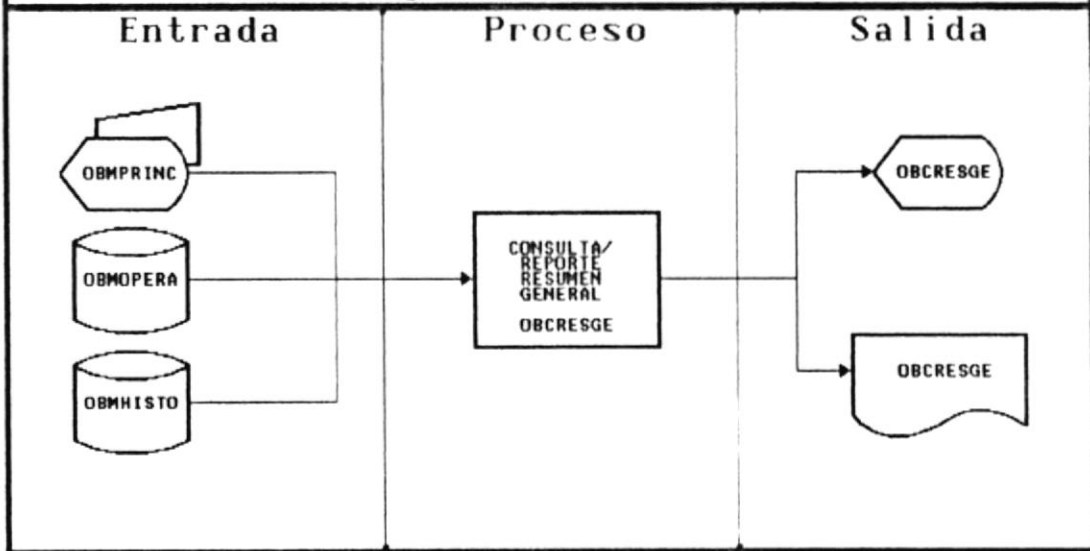 Entrada
Proceso
Salida
OBMPRINC
OBMOPERA
OBMHISTO
CONSULTA/
REPORTE
RESUMEN
GENERAL
OBCRESGE
OBCRESGE
OBCRESGE